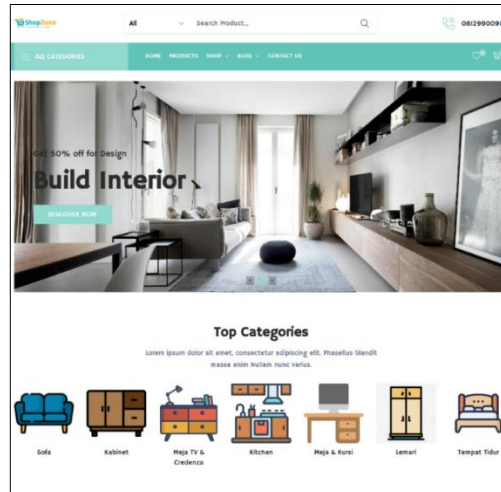 ShopZone
All
Search Product...
ALL CATEGORIES
HOME PRODUCTS SHOP BLOG CONTACT US
Get 50% off for Design
Build Interior
DISCOVER NOW
Top Categories
Lorem ipsum dolor sit amet, consectetur adipiscing elit. Phasellus blandit
massa enim Nullam nunc varius.
Sofa
Kabinet
Meja TV &
Credenza
Kitchen
Meja & Kursi
Lemari
Tempat Tidur